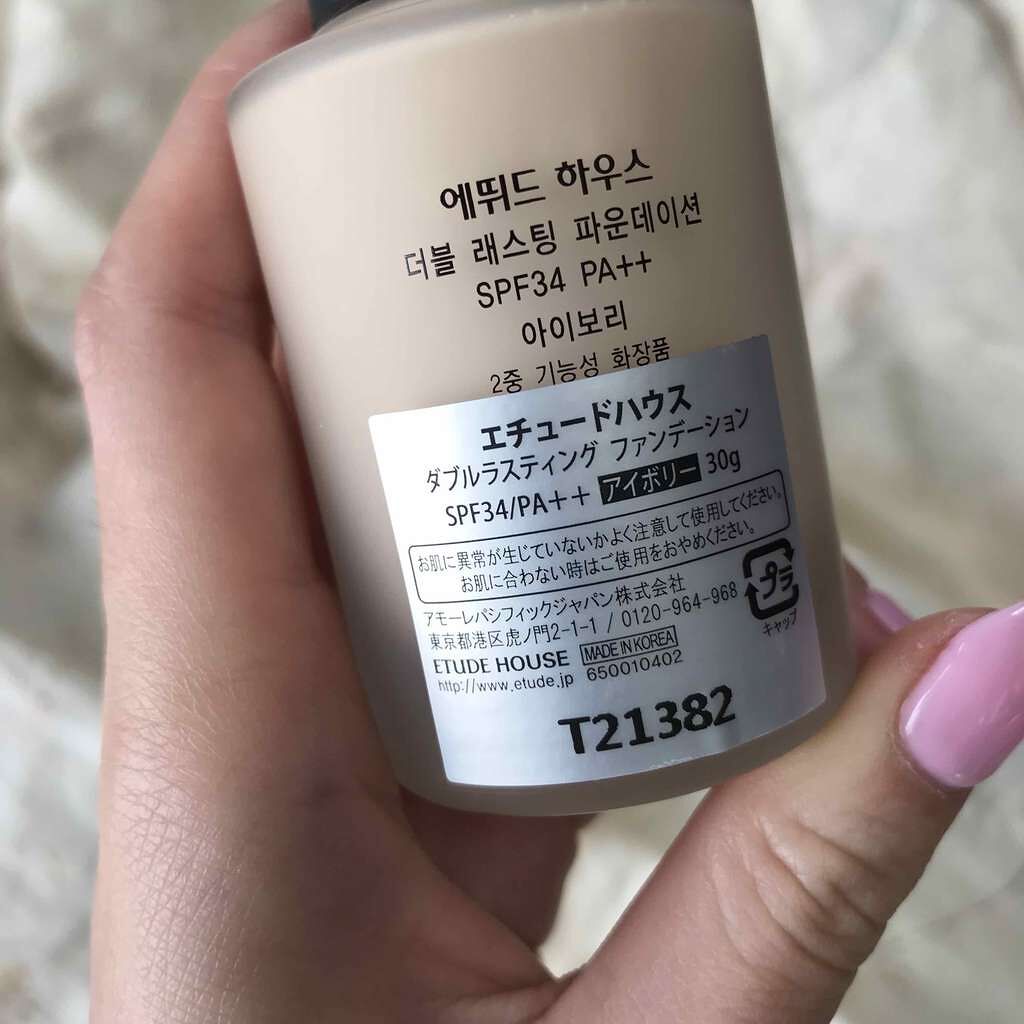 에뛰드 하우스
더블 래스팅 파운데이션
SPF34 PA++
아이보리
2중 기능성 화장품
エチュードハウス
ダブルラスティング ファンデーション
SPF34/PA++ アイボリー 30g
お肌に異常が生じていないかよく注意して使用してください。
お肌に合わない時はご使用をおやめください。
アモーレパシフィックジャパン株式会社
東京都港区虎ノ門2-1-1 / 0120-964-968
プラ
キャップ
ETUDE HOUSE MADE IN KOREA
http://www.etude.jp 650010402
T21382